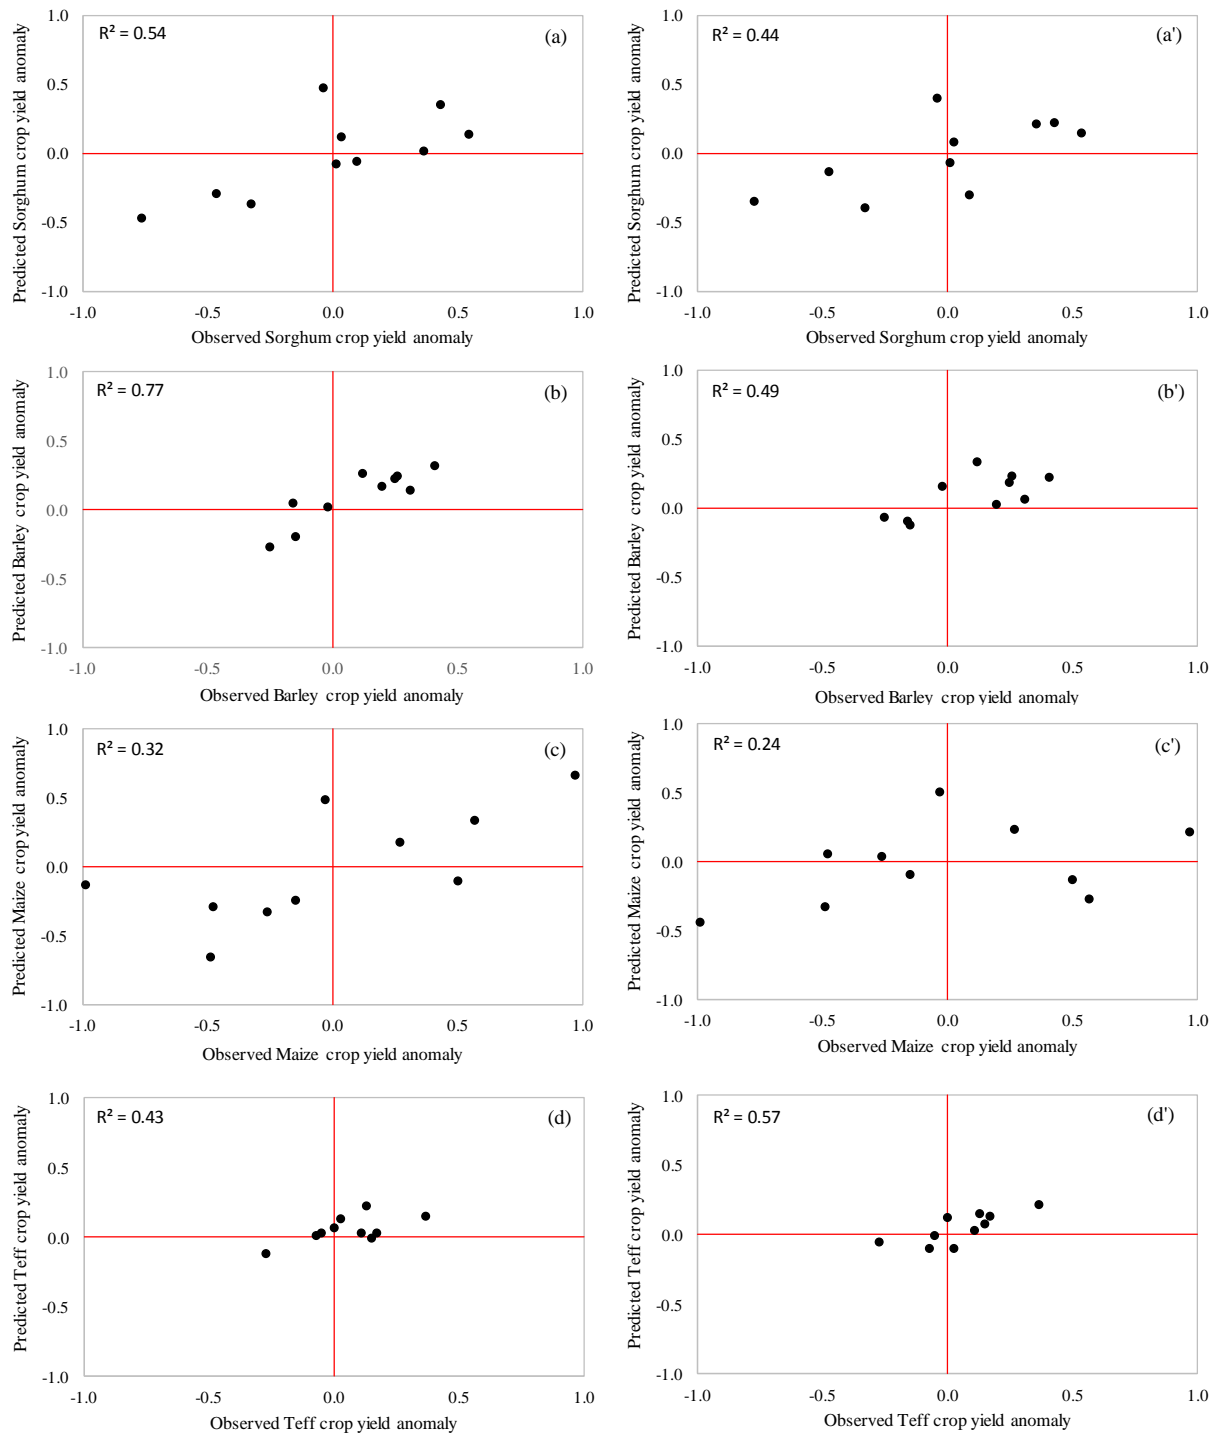 R² = 0.54
(a)
Predicted Sorghum crop yield anomaly
1.0
0.5
0.0
-0.5
-1.0
-1.0 -0.5 0.0 0.5 1.0
Observed Sorghum crop yield anomaly
R² = 0.44
(a')
Predicted Sorghum crop yield anomaly
1.0
0.5
0.0
-0.5
-1.0
-1.0 -0.5 0.0 0.5 1.0
Observed Sorghum crop yield anomaly
R² = 0.77
(b)
Predicted Barley crop yield anomaly
1.0
0.5
0.0
-0.5
-1.0
-1.0 -0.5 0.0 0.5 1.0
Observed Barley crop yield anomaly
R² = 0.49
(b')
Predicted Barley crop yield anomaly
1.0
0.5
0.0
-0.5
-1.0
-1.0 -0.5 0.0 0.5 1.0
Observed Barley crop yield anomaly
R² = 0.32
(c)
Predicted Maize crop yield anomaly
1.0
0.5
0.0
-0.5
-1.0
-1.0 -0.5 0.0 0.5 1.0
Observed Maize crop yield anomaly
R² = 0.24
(c')
Predicted Maize crop yield anomaly
1.0
0.5
0.0
-0.5
-1.0
-1.0 -0.5 0.0 0.5 1.0
Observed Maize crop yield anomaly
R² = 0.43
(d)
Predicted Teff crop yield anomaly
1.0
0.5
0.0
-0.5
-1.0
-1.0 -0.5 0.0 0.5 1.0
Observed Teff crop yield anomaly
R² = 0.57
(d')
Predicted Teff crop yield anomaly
1.0
0.5
0.0
-0.5
-1.0
-1.0 -0.5 0.0 0.5 1.0
Observed Teff crop yield anomaly